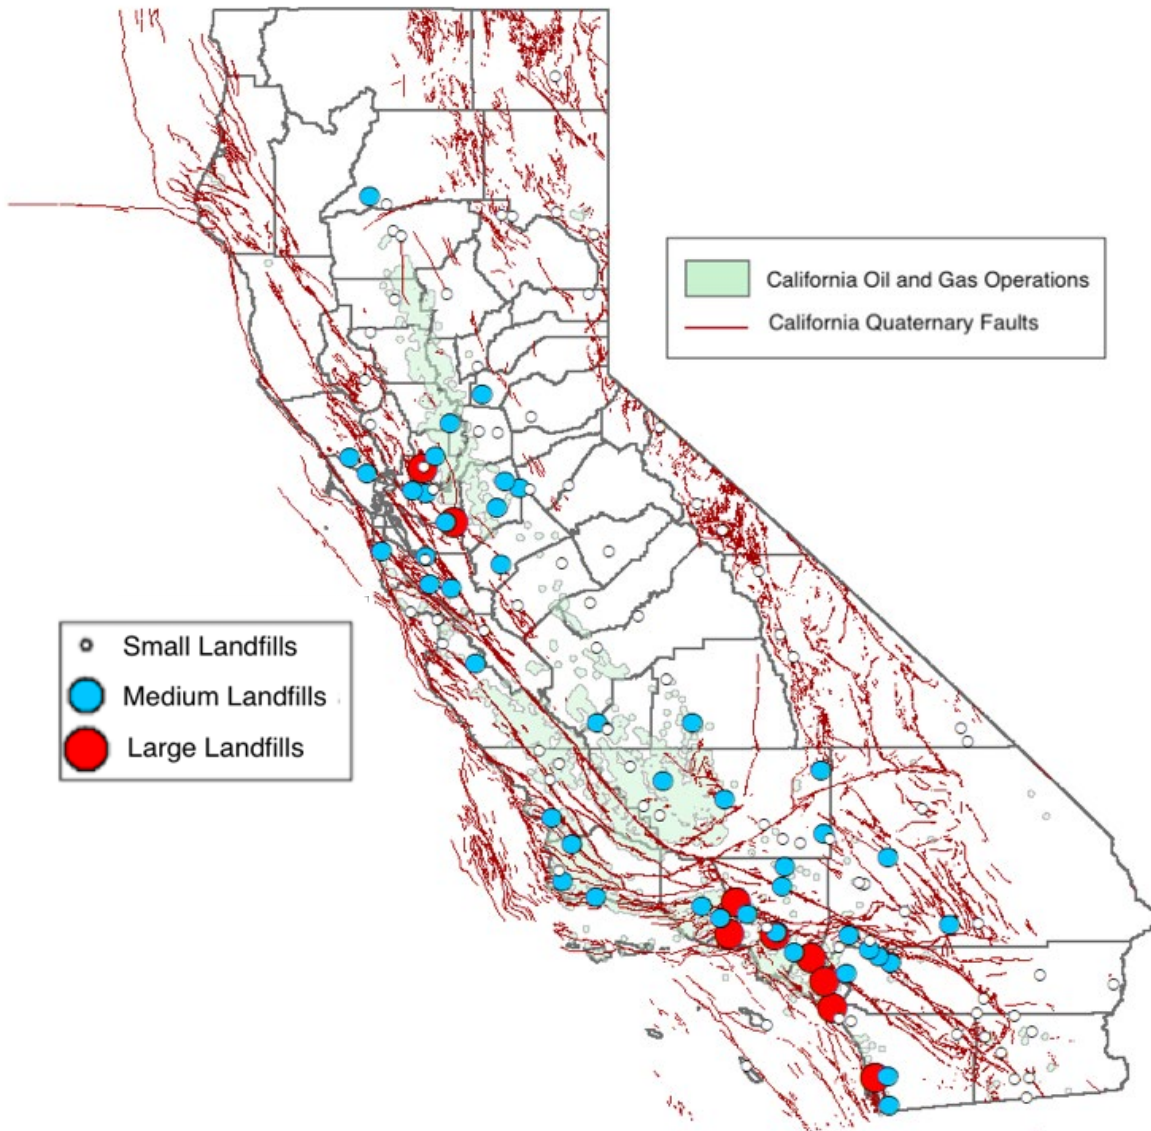 California Oil and Gas Operations
California Quaternary Faults
Small Landfills
Medium Landfills
Large Landfills